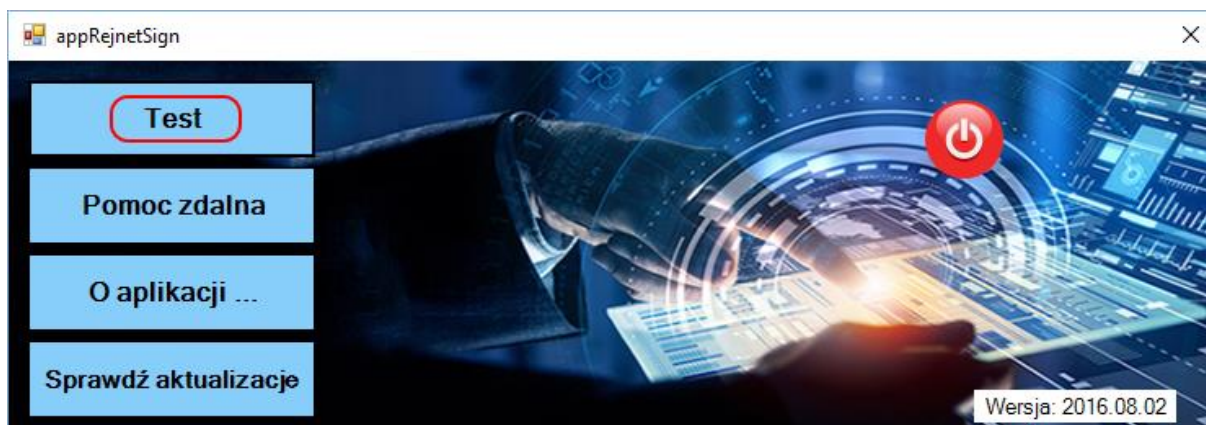 appRejnetSign
Test
Pomoc zdalna
O aplikacji ...
Sprawdź aktualizacje
Wersja: 2016.08.02